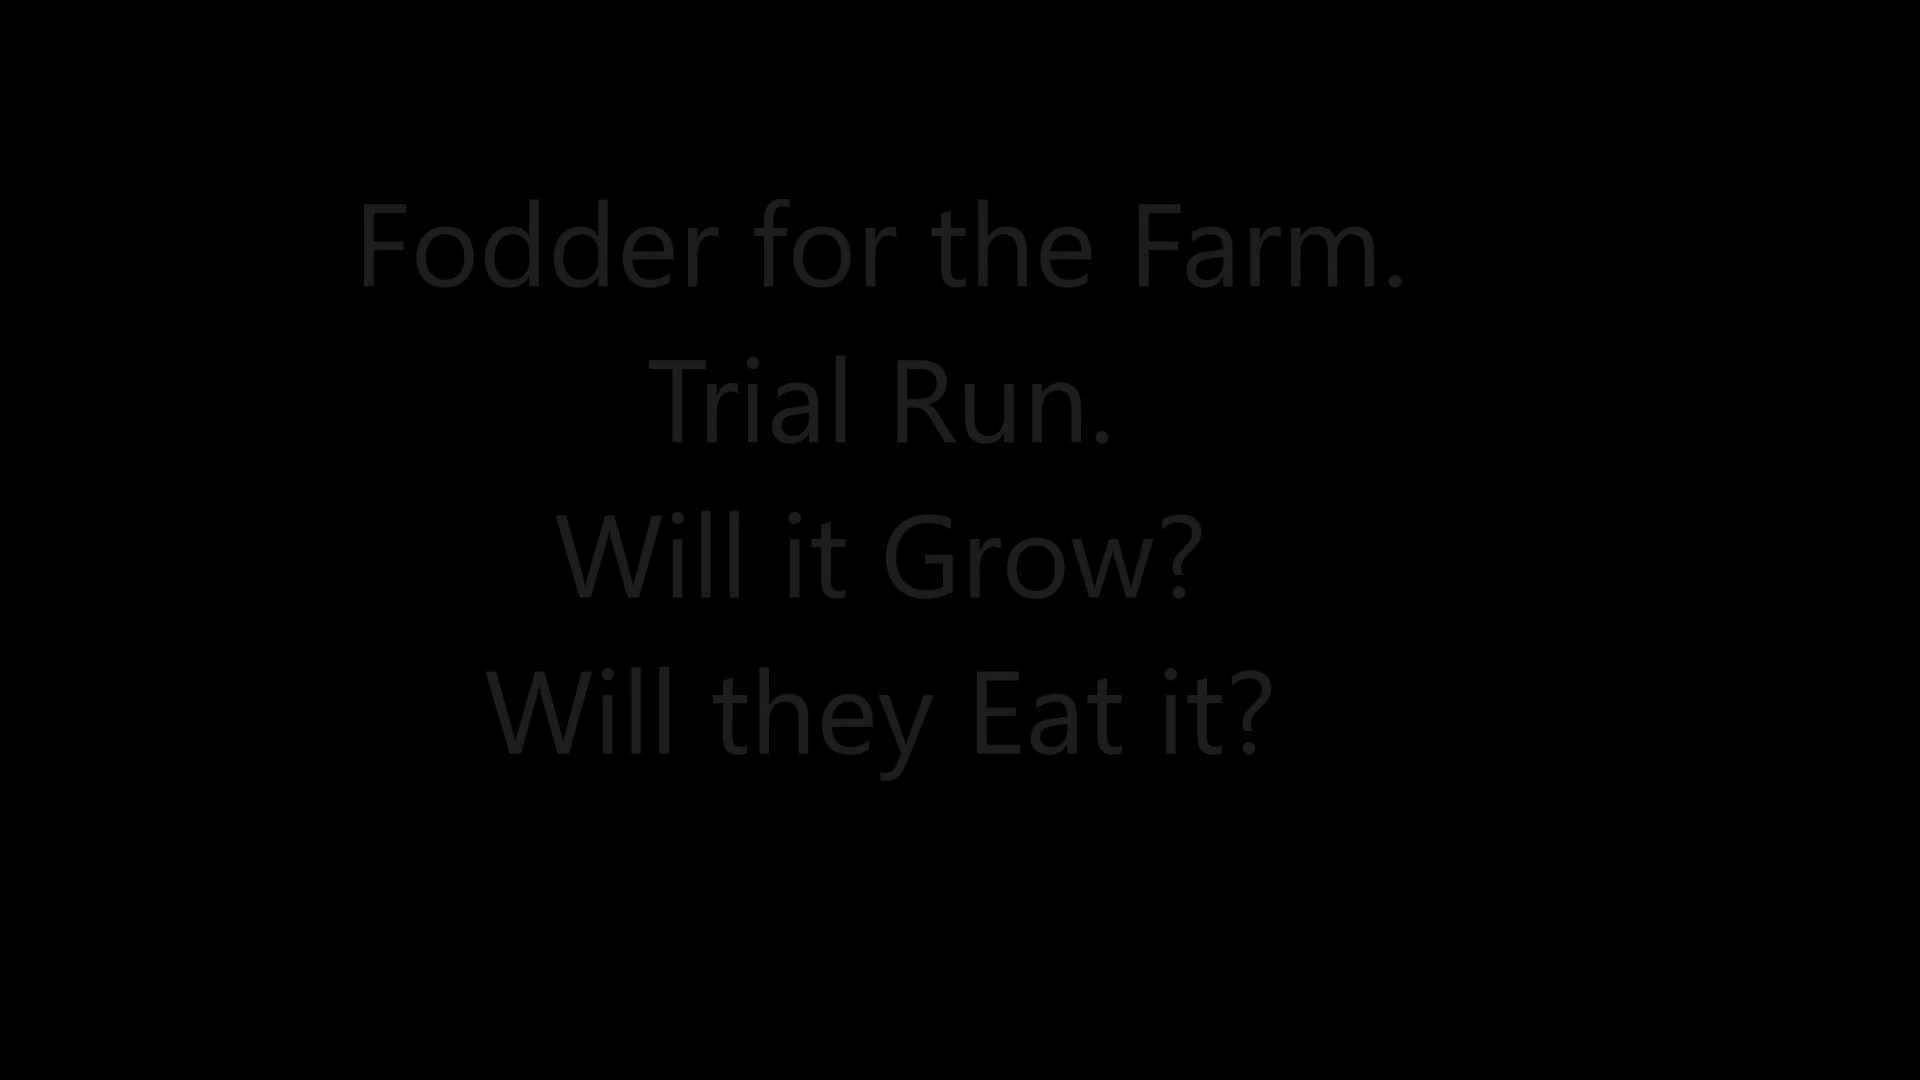 Fodder for the Farm.
Trial Run.
Will it Grow?
Will they Eat it?